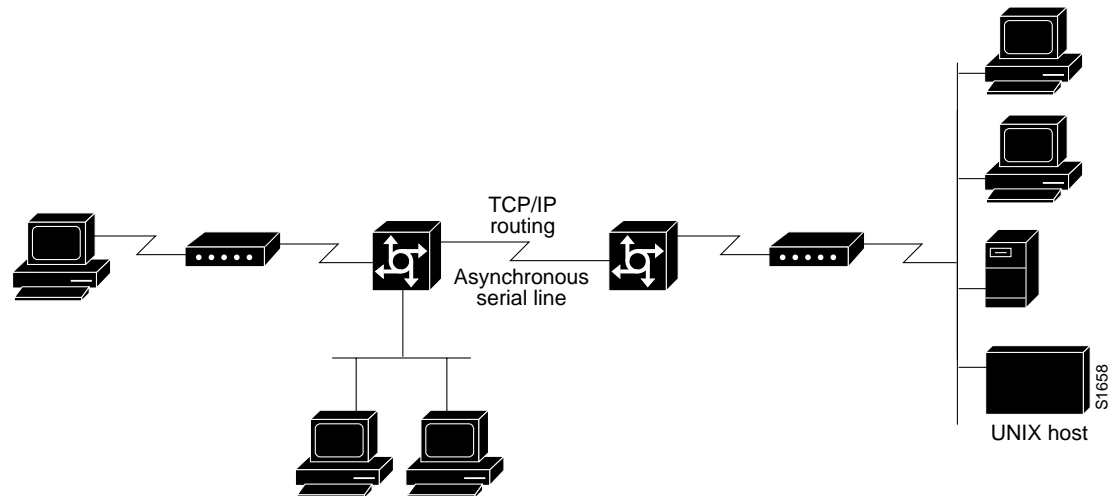 TCP/IP
routing
Asynchronous
serial line
S1658
UNIX host